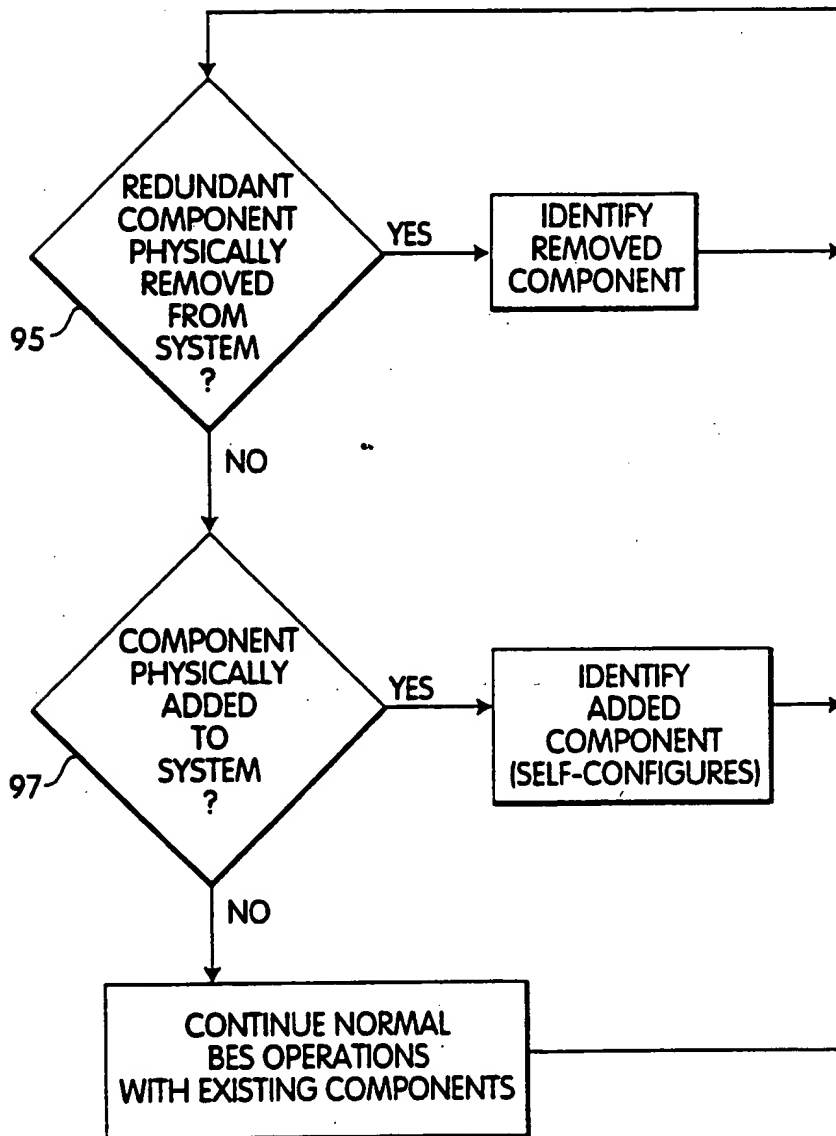 REDUNDANT
COMPONENT
PHYSICALLY
REMOVED
FROM
SYSTEM
?
95
YES
IDENTIFY
REMOVED
COMPONENT
NO
COMPONENT
PHYSICALLY
ADDED
TO
SYSTEM
?
97
YES
IDENTIFY
ADDED
COMPONENT
(SELF-CONFIGURES)
NO
CONTINUE NORMAL
BES OPERATIONS
WITH EXISTING COMPONENTS